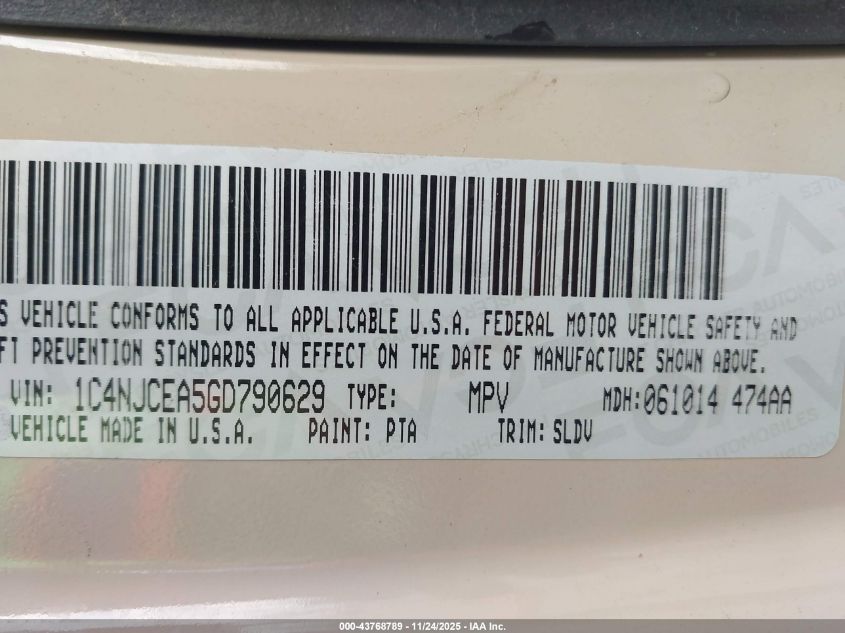 S VEHICLE CONFORMS TO ALL APPLICABLE U.S.A. FEDERAL MOTOR VEHICLE SAFETY AND
FT PREVENTION STANDARDS IN EFFECT ON THE DATE OF MANUFACTURE SHOWN ABOVE.
VIN: 1C4NJCEA5GD790629 TYPE: MPV MDH:061014 474AA
VEHICLE MADE IN U.S.A. PAINT: PTA TRIM: SLDV
000-43768789 - 11/24/2025 - IAA Inc.